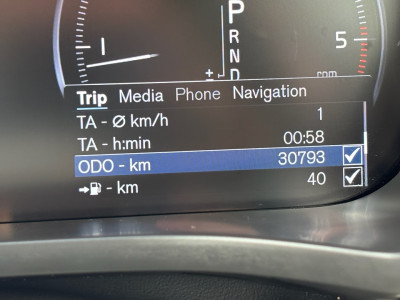 P
R
N
D
1
5
±
rpm
Trip Media Phone Navigation
TA - Ø km/h 1
TA - h:min 00:58
ODO - km 30793
- km 40